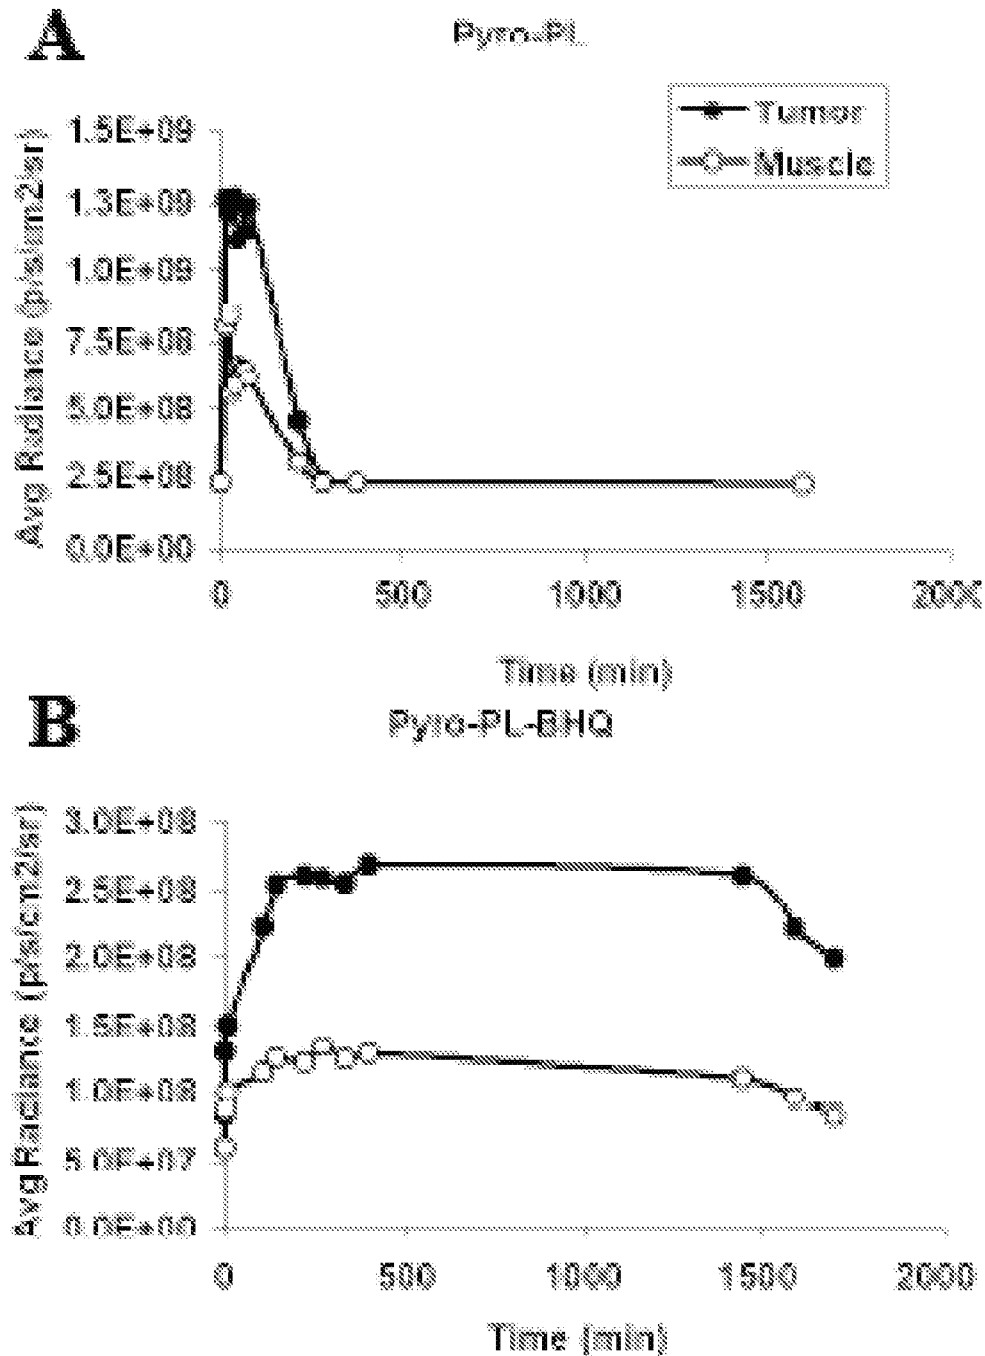 A
Pyro-PL
Tumor
Muscle
1.5E+09
1.3E+09
1.0E+09
7.5E+08
5.0E+08
2.5E+08
0.0E+00
Avg Radiance (p/s/cm2/sr)
0 500 1000 1500 2000
Time (min)
B
Pyro-PL-BHQ
3.0E+08
2.5E+08
2.0E+08
1.5E+08
1.0E+08
5.0E+07
0.0E+00
Avg Radiance (p/s/cm2/sr)
0 500 1000 1500 2000
Time (min)